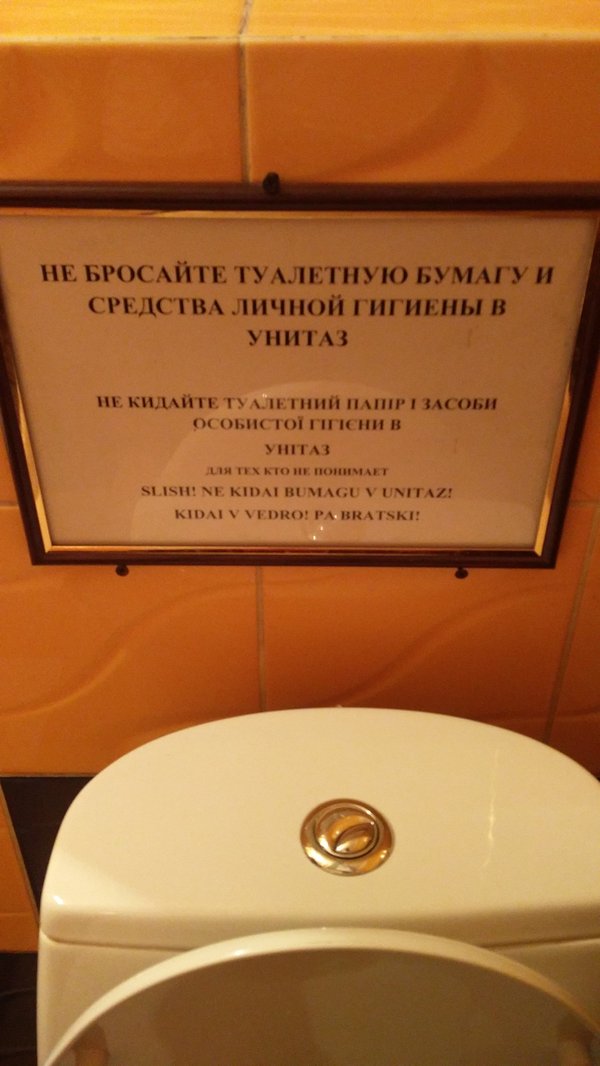 НЕ БРОСАЙТЕ ТУАЛЕТНУЮ БУМАГУ И
СРЕДСТВА ЛИЧНОЙ ГИГИЕНЫ В
УНИТАЗ
НЕ КИДАЙТЕ ТУАЛЕТНИЙ ПАПІР І ЗАСОБИ
ОСОБИСТОЇ ГІГІЄНИ В
УНІТАЗ
ДЛЯ ТЕХ КТО НЕ ПОНИМАЕТ
SLISH! NE KIDAI BUMAGU V UNITAZ!
KIDAI V VEDRO! PA BRATSKI!